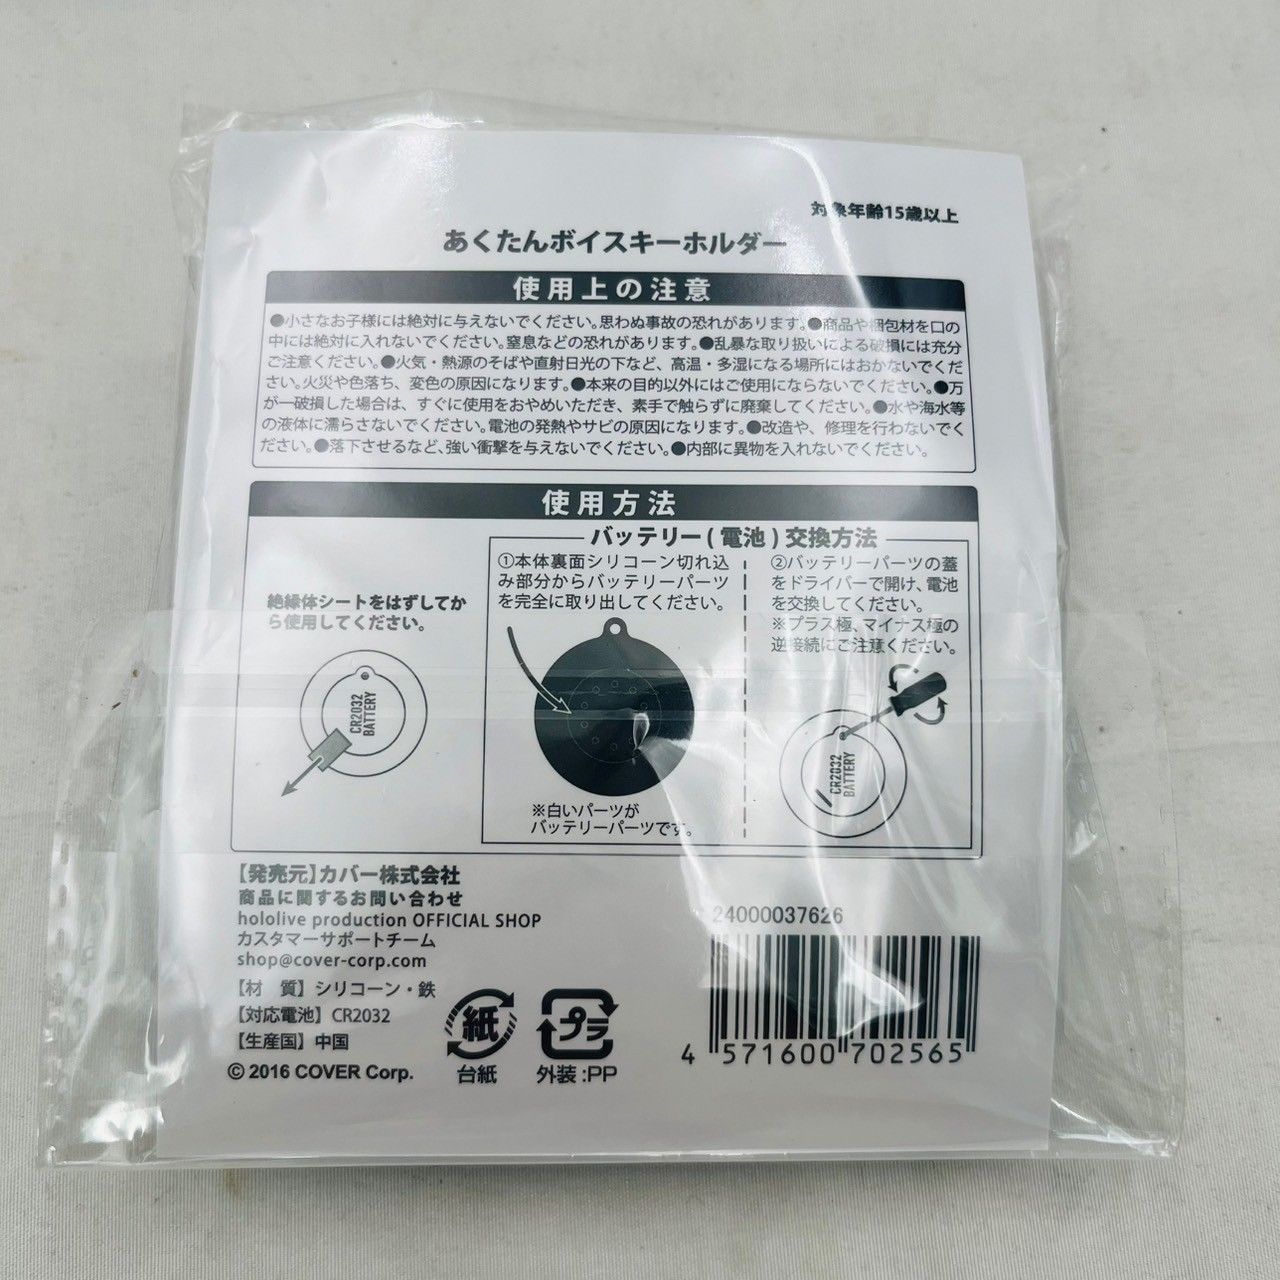 対象年齢15歳以上
あくたんボイスキーホルダー
使用上の注意
●小さなお子様には絶対に与えないでください。思わぬ事故の恐れがあります。●商品や梱包材を口の
中には絶対に入れないでください。窒息などの恐れがあります。●乱暴な取り扱いによる破損には充分
ご注意ください。●火気・熱源のそばや直射日光の下など、高温・多湿になる場所にはおかないでくだ
さい。火災や色落ち、変色の原因になります。●本来の目的以外にはご使用にならないでください。●万
が一破損した場合は、すぐに使用をおやめいただき、素手で触らずに廃棄してください。●水や海水等
の液体に濡らさないでください。電池の発熱やサビの原因になります。●改造や、修理を行わないでく
ださい。●落下させるなど、強い衝撃を与えないでください。●内部に異物を入れないでください。
使用方法
絶縁体シートをはずしてか
ら使用してください。
CR2032
BATTERY
バッテリー(電池)交換方法
①本体裏面シリコーン切れ込
み部分からバッテリーパーツ
を完全に取り出してください。
※白いパーツが
バッテリーパーツです。
②バッテリーパーツの蓋
をドライバーで開け、電池
を交換してください。
※プラス極、マイナス極の
逆接続にご注意ください。
CR2032
BATTERY
【発売元】カバー株式会社
商品に関するお問い合わせ
hololive production OFFICIAL SHOP
カスタマーサポートチーム
shop@cover-corp.com
【材　質】シリコーン・鉄
【対応電池】CR2032
【生産国】中国
© 2016 COVER Corp.
紙
台紙
プラ
外装:PP
24000037626
4 571600 702565